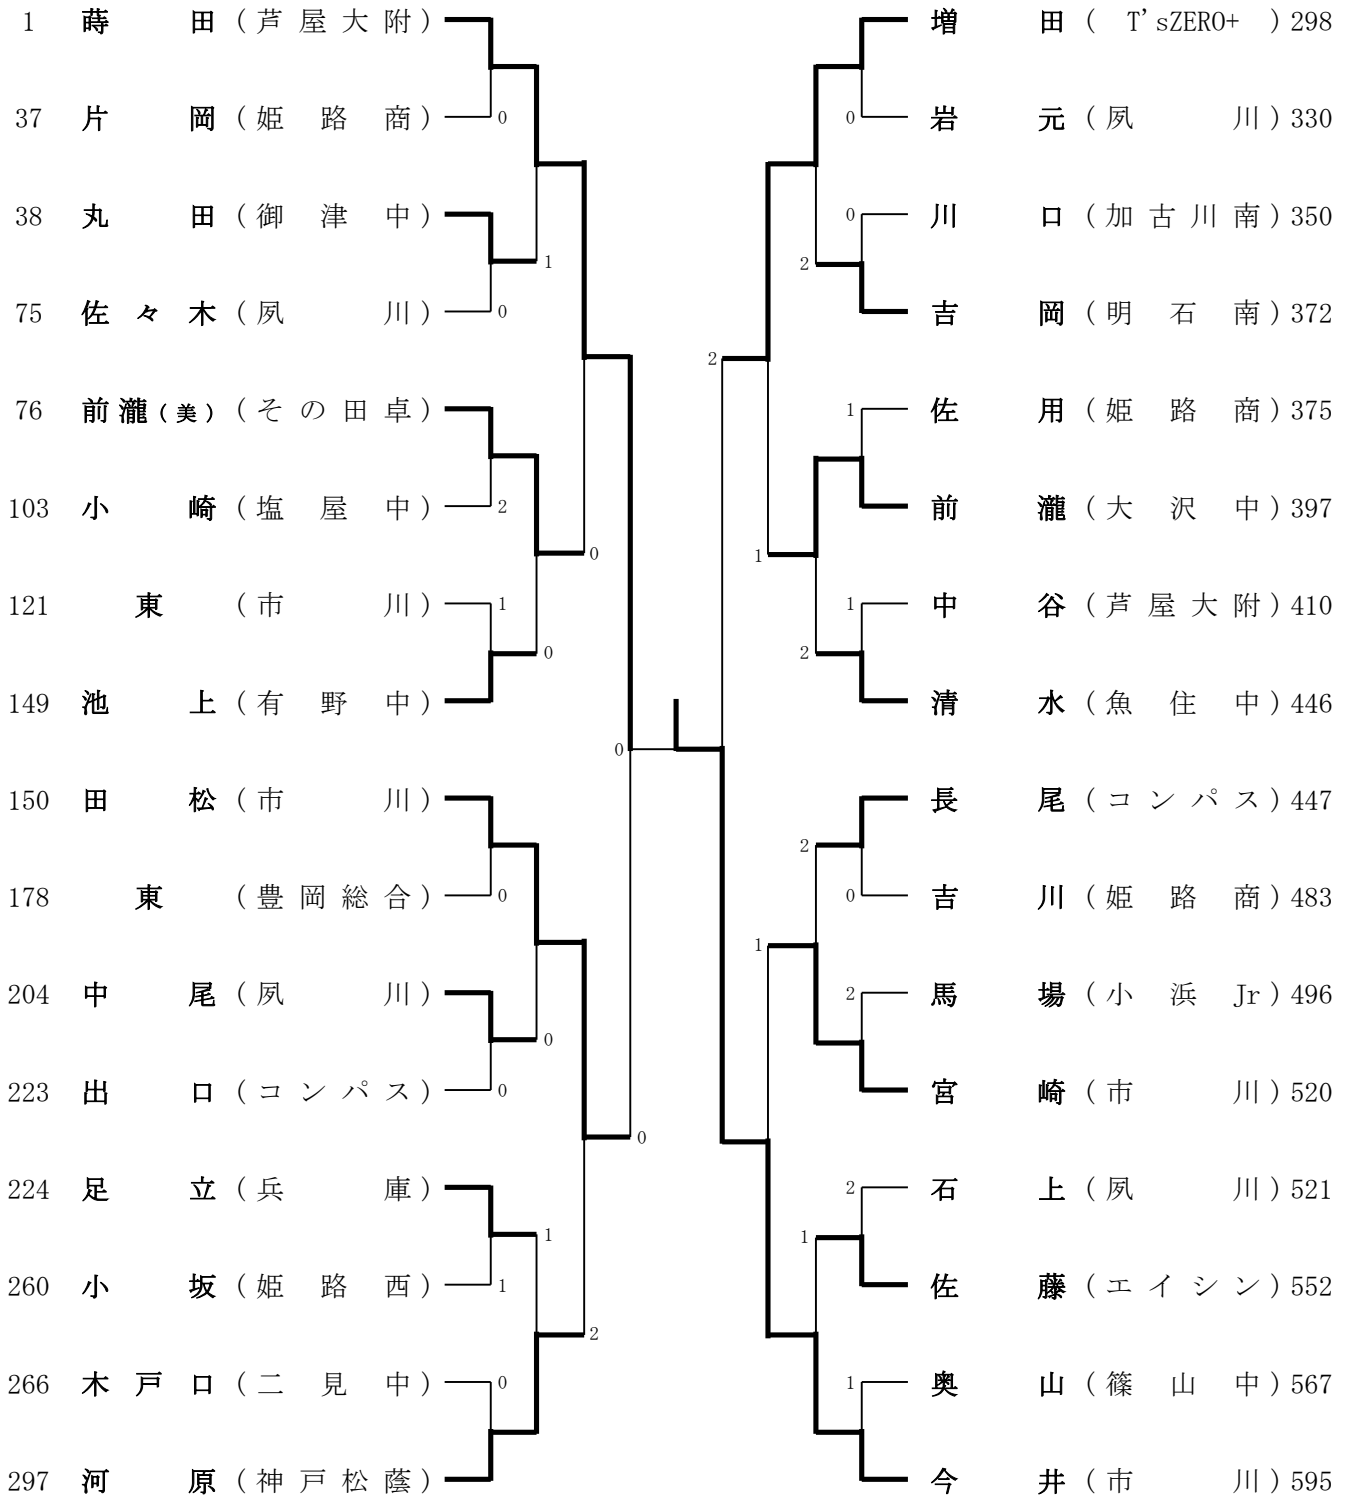 1 蒔田（芦屋大附） 増田（T'sZERO+）298
37 片岡（姫路商） 0 0 岩元（夙川）330
38 丸田（御津中） 0 川口（加古川南）350
1 2
75 佐々木（夙川） 0 吉岡（明石南）372
2
76 前瀧（美）（その田卓） 1 佐用（姫路商）375
103 小崎（塩屋中） 2 前瀧（大沢中）397
0 1
121 東（市川） 1 1 中谷（芦屋大附）410
0 2
149 池上（有野中） 清水（魚住中）446
0
150 田松（市川） 長尾（コンパス）447
2
178 東（豊岡総合） 0 0 吉川（姫路商）483
1
204 中尾（夙川） 2 馬場（小浜Jr）496
0
223 出口（コンパス） 0 宮崎（市川）520
0
224 足立（兵庫） 2 石上（夙川）521
1 1
260 小坂（姫路西） 1 佐藤（エイシン）552
2
266 木戸口（二見中） 0 1 奥山（篠山中）567
297 河原（神戸松蔭） 今井（市川）595